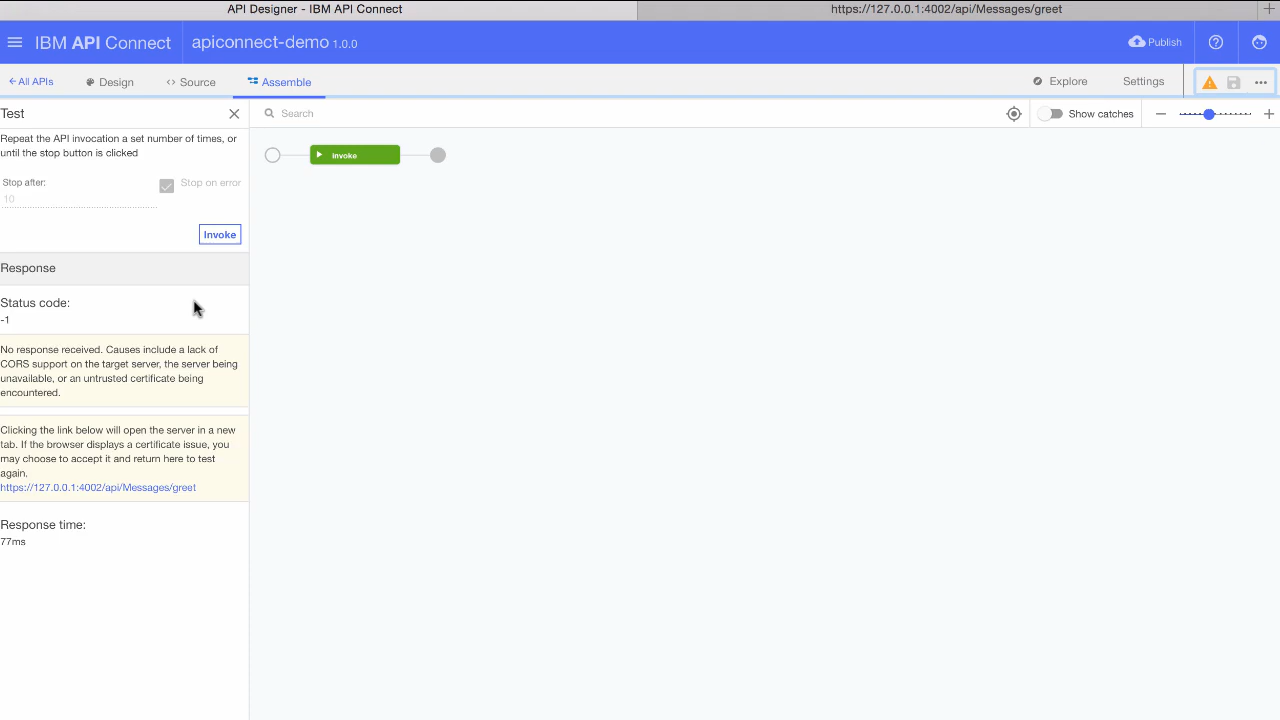 API Designer - IBM API Connect
https://127.0.0.1:4002/api/Messages/greet
IBM API Connect
apiconnect-demo 1.0.0
Publish
All APIs
Design
Source
Assemble
Explore
Settings
Test
Search
Show catches
Repeat the API invocation a set number of times, or
until the stop button is clicked
Stop after:
Stop on error
10
Invoke
Invoke
Response
Status code:
-1
No response received. Causes include a lack of
CORS support on the target server, the server being
unavailable, or an untrusted certificate being
encountered.
Clicking the link below will open the server in a new
tab. If the browser displays a certificate issue, you
may choose to accept it and return here to test
again.
https://127.0.0.1:4002/api/Messages/greet
Response time:
77ms